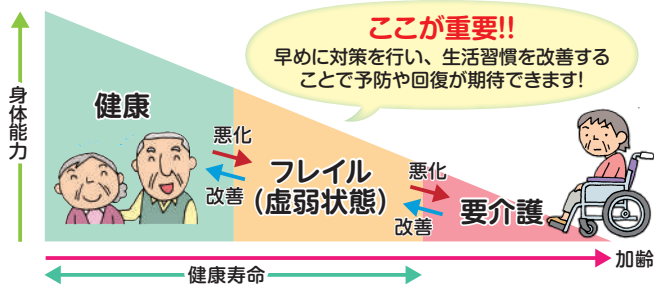 ここが重要!!
早めに対策を行い、生活習慣を改善する
ことで予防や回復が期待できます!
身体能力
健康
悪化
改善
フレイル
(虚弱状態)
悪化
改善
要介護
加齢
健康寿命